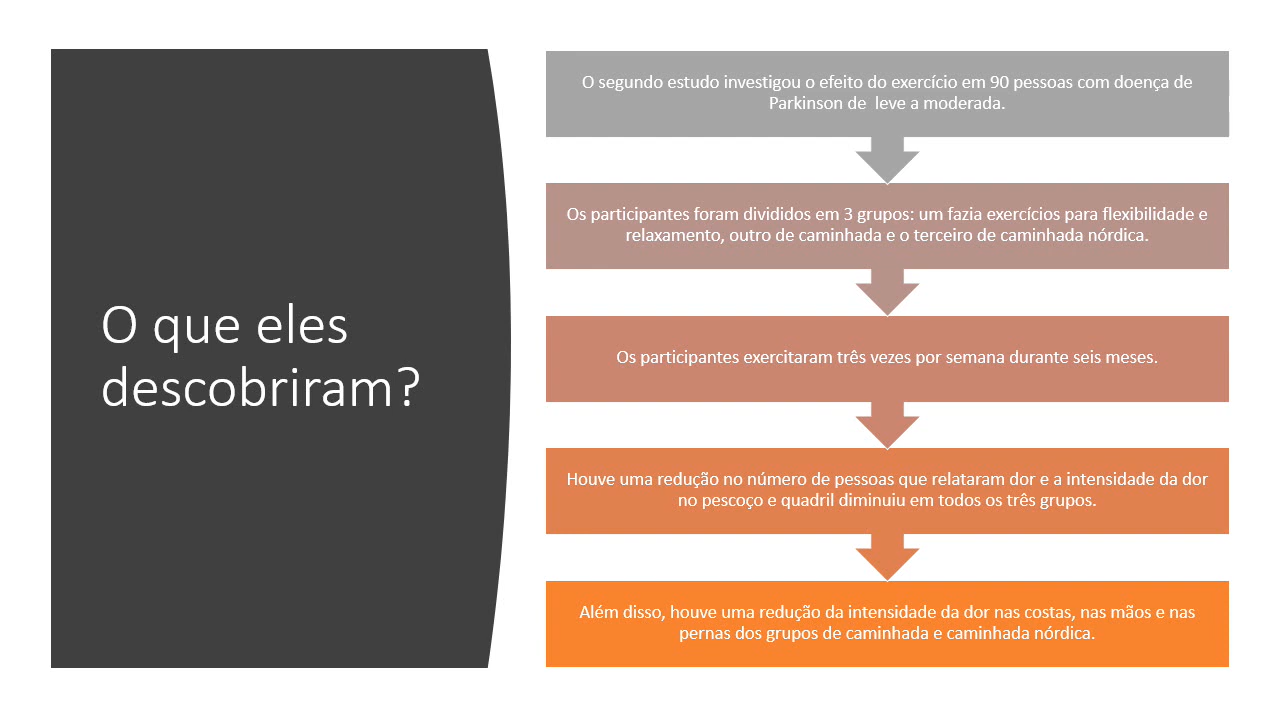 O que eles
descobriram?
O segundo estudo investigou o efeito do exercício em 90 pessoas com doença de
Parkinson de  leve a moderada.
Os participantes foram divididos em 3 grupos: um fazia exercícios para flexibilidade e
relaxamento, outro de caminhada e o terceiro de caminhada nórdica.
Os participantes exercitaram três vezes por semana durante seis meses.
Houve uma redução no número de pessoas que relataram dor e a intensidade da dor
no pescoço e quadril diminuiu em todos os três grupos.
Além disso, houve uma redução da intensidade da dor nas costas, nas mãos e nas
pernas dos grupos de caminhada e caminhada nórdica.